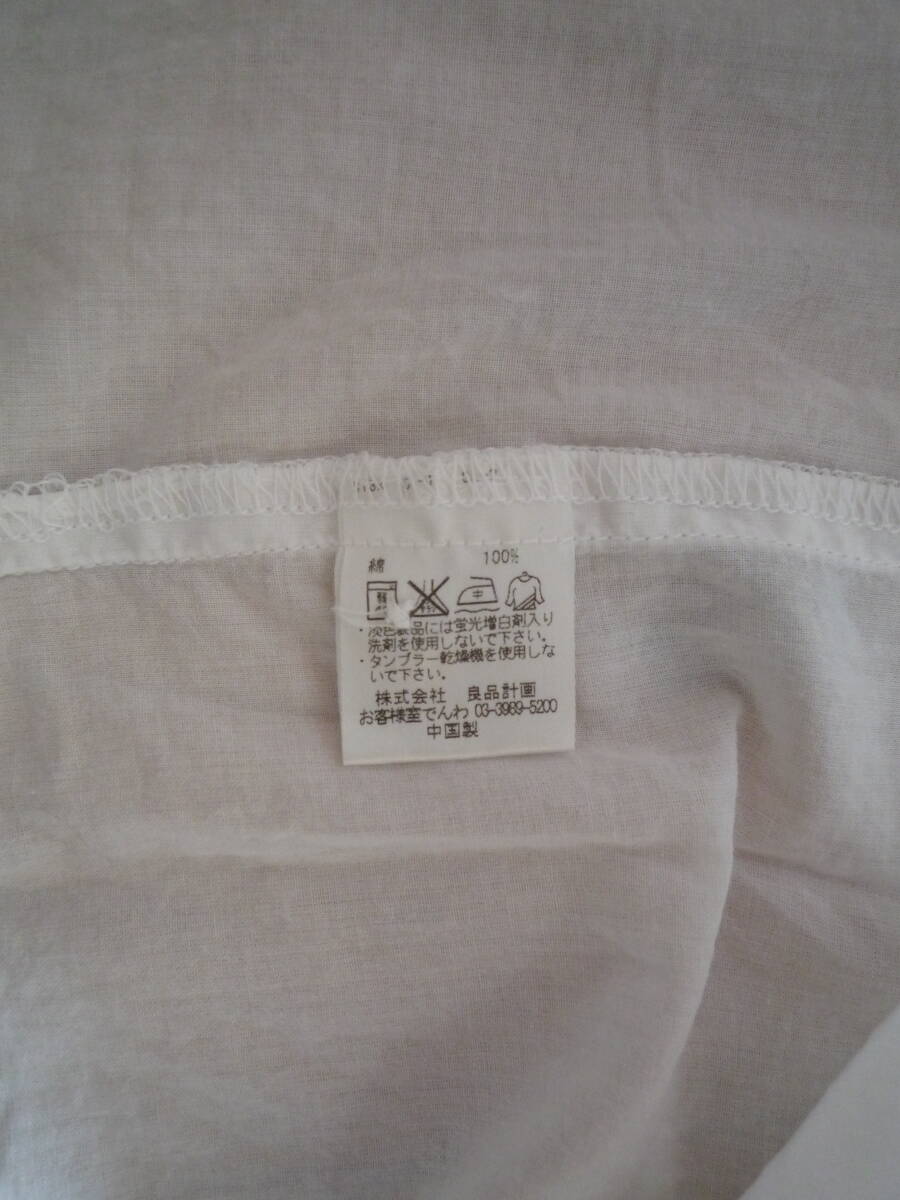 綿 100%
・淡色製品には蛍光増白剤入り
洗剤を使用しないで下さい。
・タンブラー乾燥機を使用しな
いで下さい。
株式会社 良品計画
お客様室でんわ 03-3989-5200
中国製